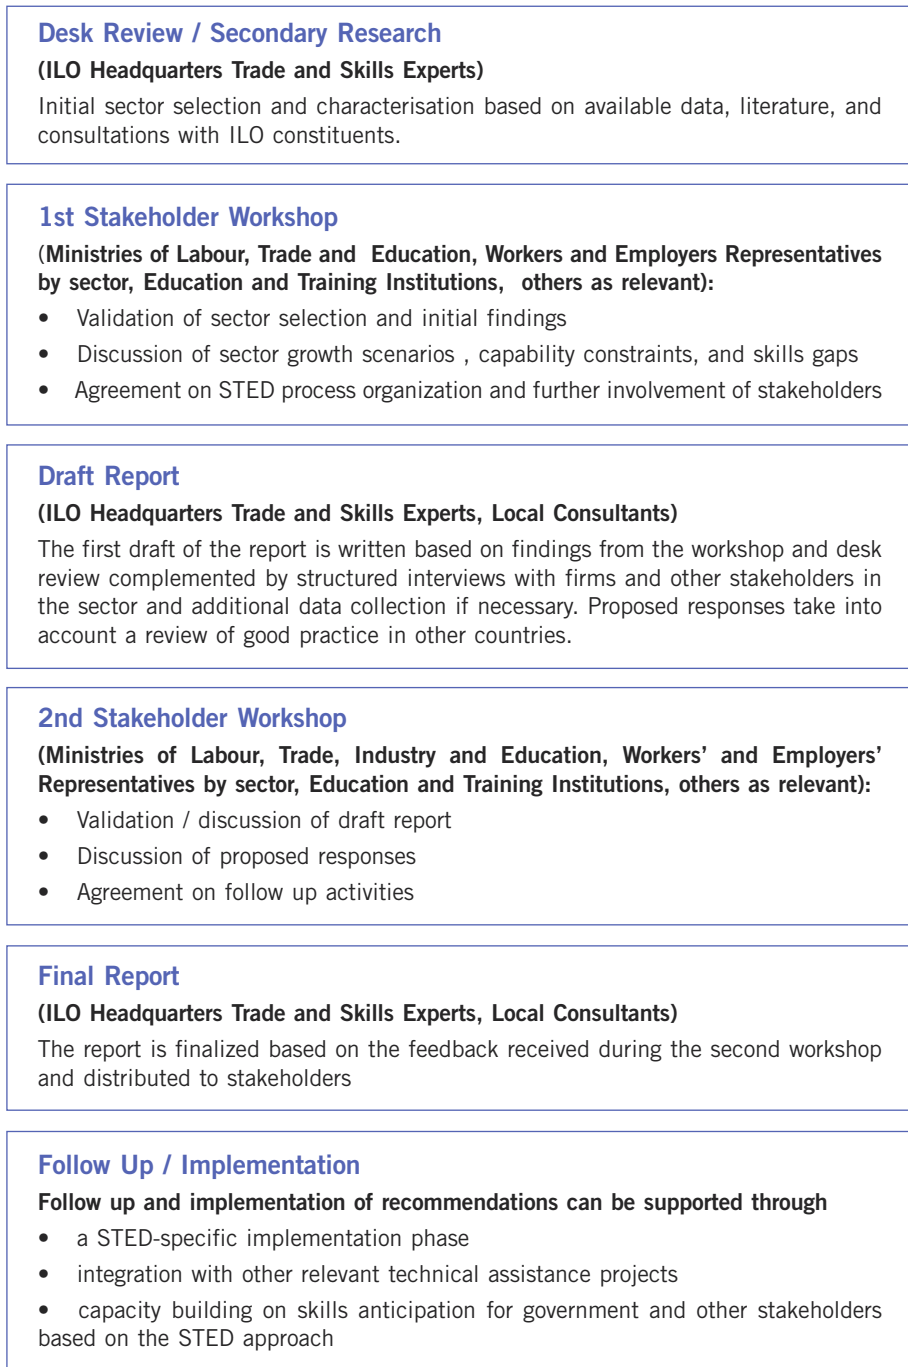 Desk Review / Secondary Research
(ILO Headquarters Trade and Skills Experts)
Initial sector selection and characterisation based on available data, literature, and
consultations with ILO constituents.
1st Stakeholder Workshop
(Ministries of Labour, Trade and Education, Workers and Employers Representatives
by sector, Education and Training Institutions, others as relevant):
• Validation of sector selection and initial findings
• Discussion of sector growth scenarios , capability constraints, and skills gaps
• Agreement on STED process organization and further involvement of stakeholders
Draft Report
(ILO Headquarters Trade and Skills Experts, Local Consultants)
The first draft of the report is written based on findings from the workshop and desk
review complemented by structured interviews with firms and other stakeholders in
the sector and additional data collection if necessary. Proposed responses take into
account a review of good practice in other countries.
2nd Stakeholder Workshop
(Ministries of Labour, Trade, Industry and Education, Workers’ and Employers’
Representatives by sector, Education and Training Institutions, others as relevant):
• Validation / discussion of draft report
• Discussion of proposed responses
• Agreement on follow up activities
Final Report
(ILO Headquarters Trade and Skills Experts, Local Consultants)
The report is finalized based on the feedback received during the second workshop
and distributed to stakeholders
Follow Up / Implementation
Follow up and implementation of recommendations can be supported through
• a STED-specific implementation phase
• integration with other relevant technical assistance projects
• capacity building on skills anticipation for government and other stakeholders
based on the STED approach